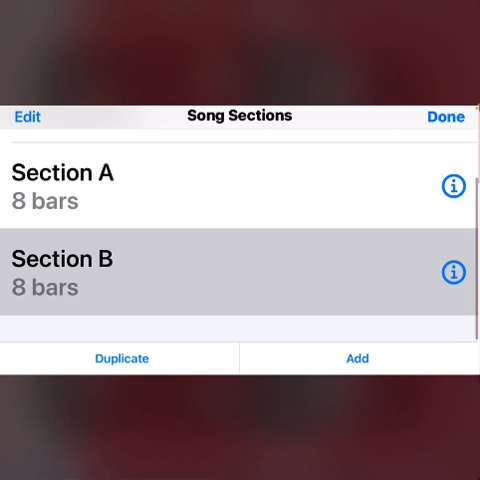 Edit Song Sections Done
Section A
8 bars
Section B
8 bars
Duplicate Add